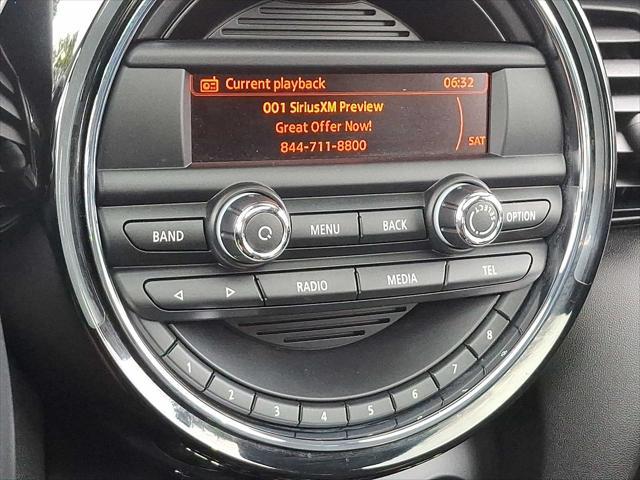 Current playback 06:32
001 SiriusXM Preview
Great Offer Now!
844-711-8800
SAT
BAND
MENU
BACK
SELECT
OPTION
RADIO
MEDIA
TEL
1 2 3 4 5 6 7 8